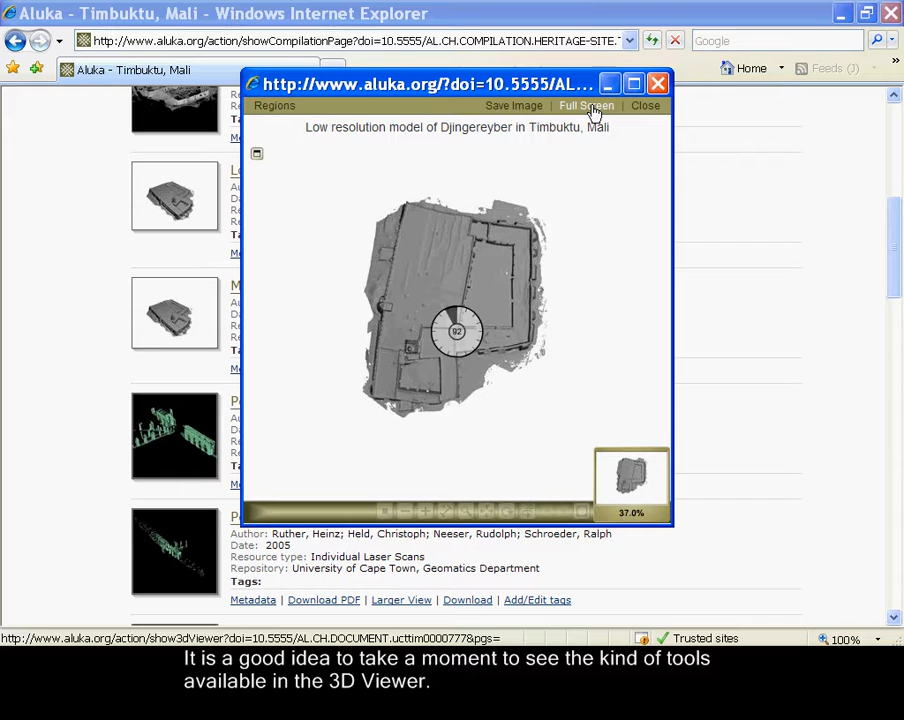 Aluka - Timbuktu, Mali - Windows Internet Explorer
http://www.aluka.org/action/showCompilationPage?doi=10.5555/AL.CH.COMPILATION.HERITAGE-SITE.
Google
Aluka - Timbuktu, Mali
Home
Feeds (J)
http://www.aluka.org/?doi=10.5555/AL...
Regions
Save Image | Full Screen | Close
Low resolution model of Djingereyber in Timbuktu, Mali
92
37.0%
Author: Ruther, Heinz; Held, Christoph; Neeser, Rudolph; Schroeder, Ralph
Date: 2005
Resource type: Individual Laser Scans
Repository: University of Cape Town, Geomatics Department
Tags:
Metadata | Download PDF | Larger View | Download | Add/Edit tags
http://www.aluka.org/action/show3dViewer?doi=10.5555/AL.CH.DOCUMENT.ucttim0000777&pgs=
Trusted sites
100%
It is a good idea to take a moment to see the kind of tools
available in the 3D Viewer.